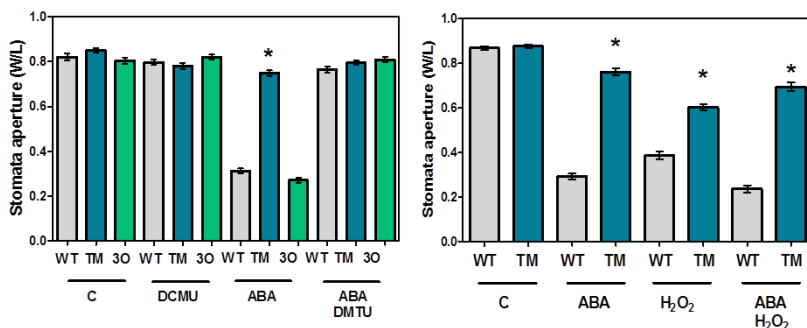 Stomata aperture (W/L)
1.0
0.8
0.6
0.4
0.2
0.0
*
WT TM 3O WT TM 3O WT TM 3O WT TM 3O
C DCMU ABA ABA
DMTU
Stomata aperture (W/L)
1.0
0.8
0.6
0.4
0.2
0.0
* * *
WT TM WT TM WT TM WT TM
C ABA H₂O₂ ABA
H₂O₂